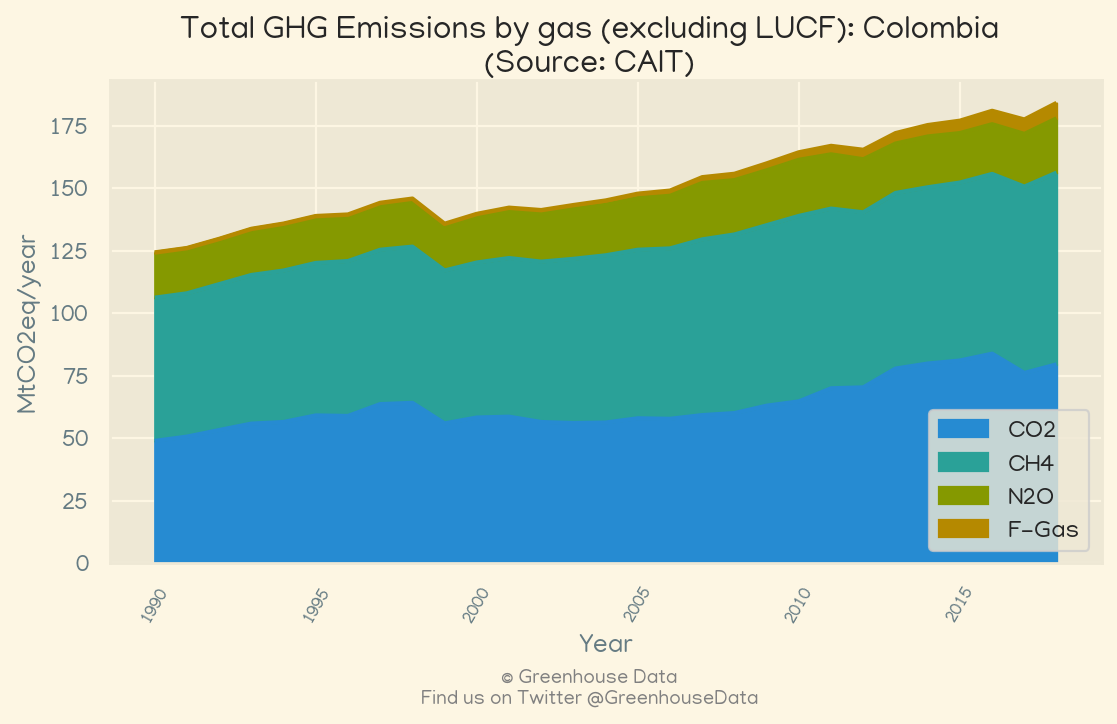 Total GHG Emissions by gas (excluding LUCF): Colombia
(Source: CAIT)
MtCO2eq/year
175
150
125
100
75
50
25
0
1990
1995
2000
2005
2010
2015
CO2
CH4
N2O
F-Gas
Year
© Greenhouse Data
Find us on Twitter @GreenhouseData